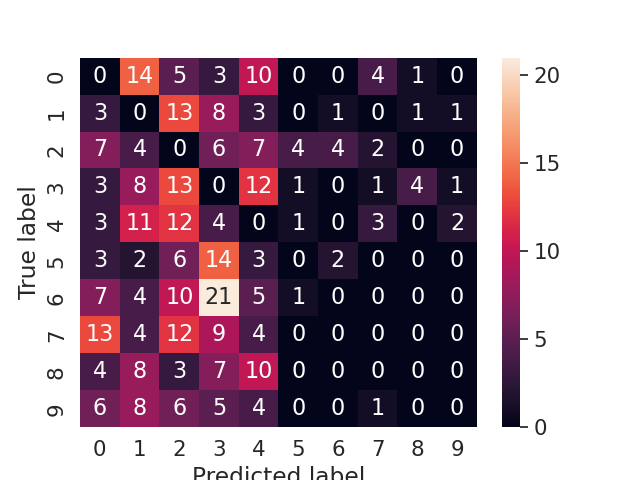 0 14 5 3 10 0 0 4 1 0
3 0 13 8 3 0 1 0 1 1
7 4 0 6 7 4 4 2 0 0
3 8 13 0 12 1 0 1 4 1
3 11 12 4 0 1 0 3 0 2
3 2 6 14 3 0 2 0 0 0
7 4 10 21 5 1 0 0 0 0
13 4 12 9 4 0 0 0 0 0
4 8 3 7 10 0 0 0 0 0
6 8 6 5 4 0 0 1 0 0
0 1 2 3 4 5 6 7 8 9
Predicted label
0
1
2
3
4
5
6
7
8
9
True label
20
15
10
5
0